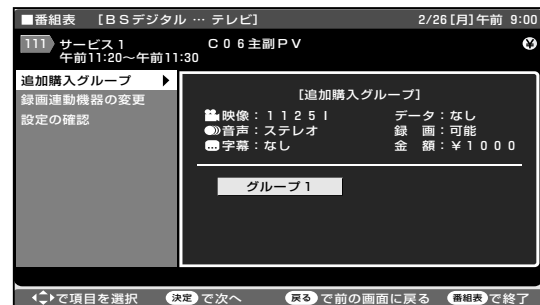 ■番組表 [BSデジタル … テレビ] 2/26[月]午前 9:00
111 サービス1 C06主副PV ¥
午前11:20～午前11:30
追加購入グループ ▶
録画連動機器の変更
設定の確認
[追加購入グループ]
映像：1125I データ：なし
音声：ステレオ 録 画：可能
字幕：なし 金 額：¥1000
グループ1
で項目を選択 決定 で次へ 戻る で前の画面に戻る 番組表 で終了